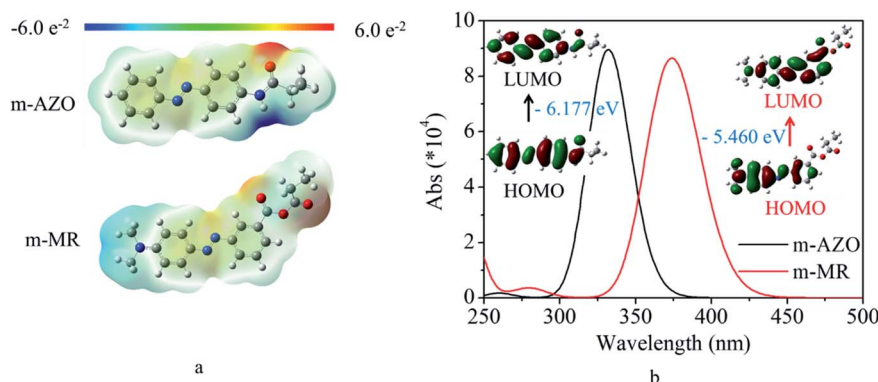 -6.0 e⁻² 6.0 e⁻²
m-AZO
m-MR
a
Abs (*10⁴)
10
8
6
4
2
0
LUMO
- 6.177 eV
HOMO
LUMO
- 5.460 eV
HOMO
m-AZO
m-MR
250 300 350 400 450 500
Wavelength (nm)
b